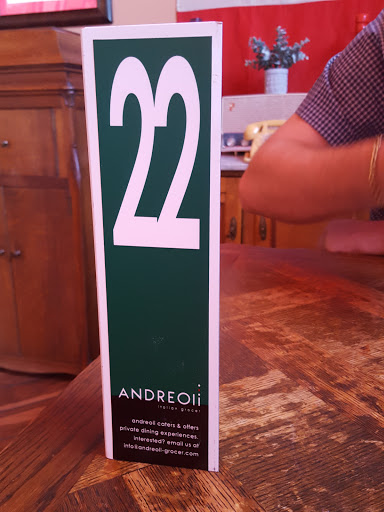 22
ANDREOli
italian grocer
andreoli caters & offers
private dining experiences.
interested? email us at
info@andreoli-grocer.com